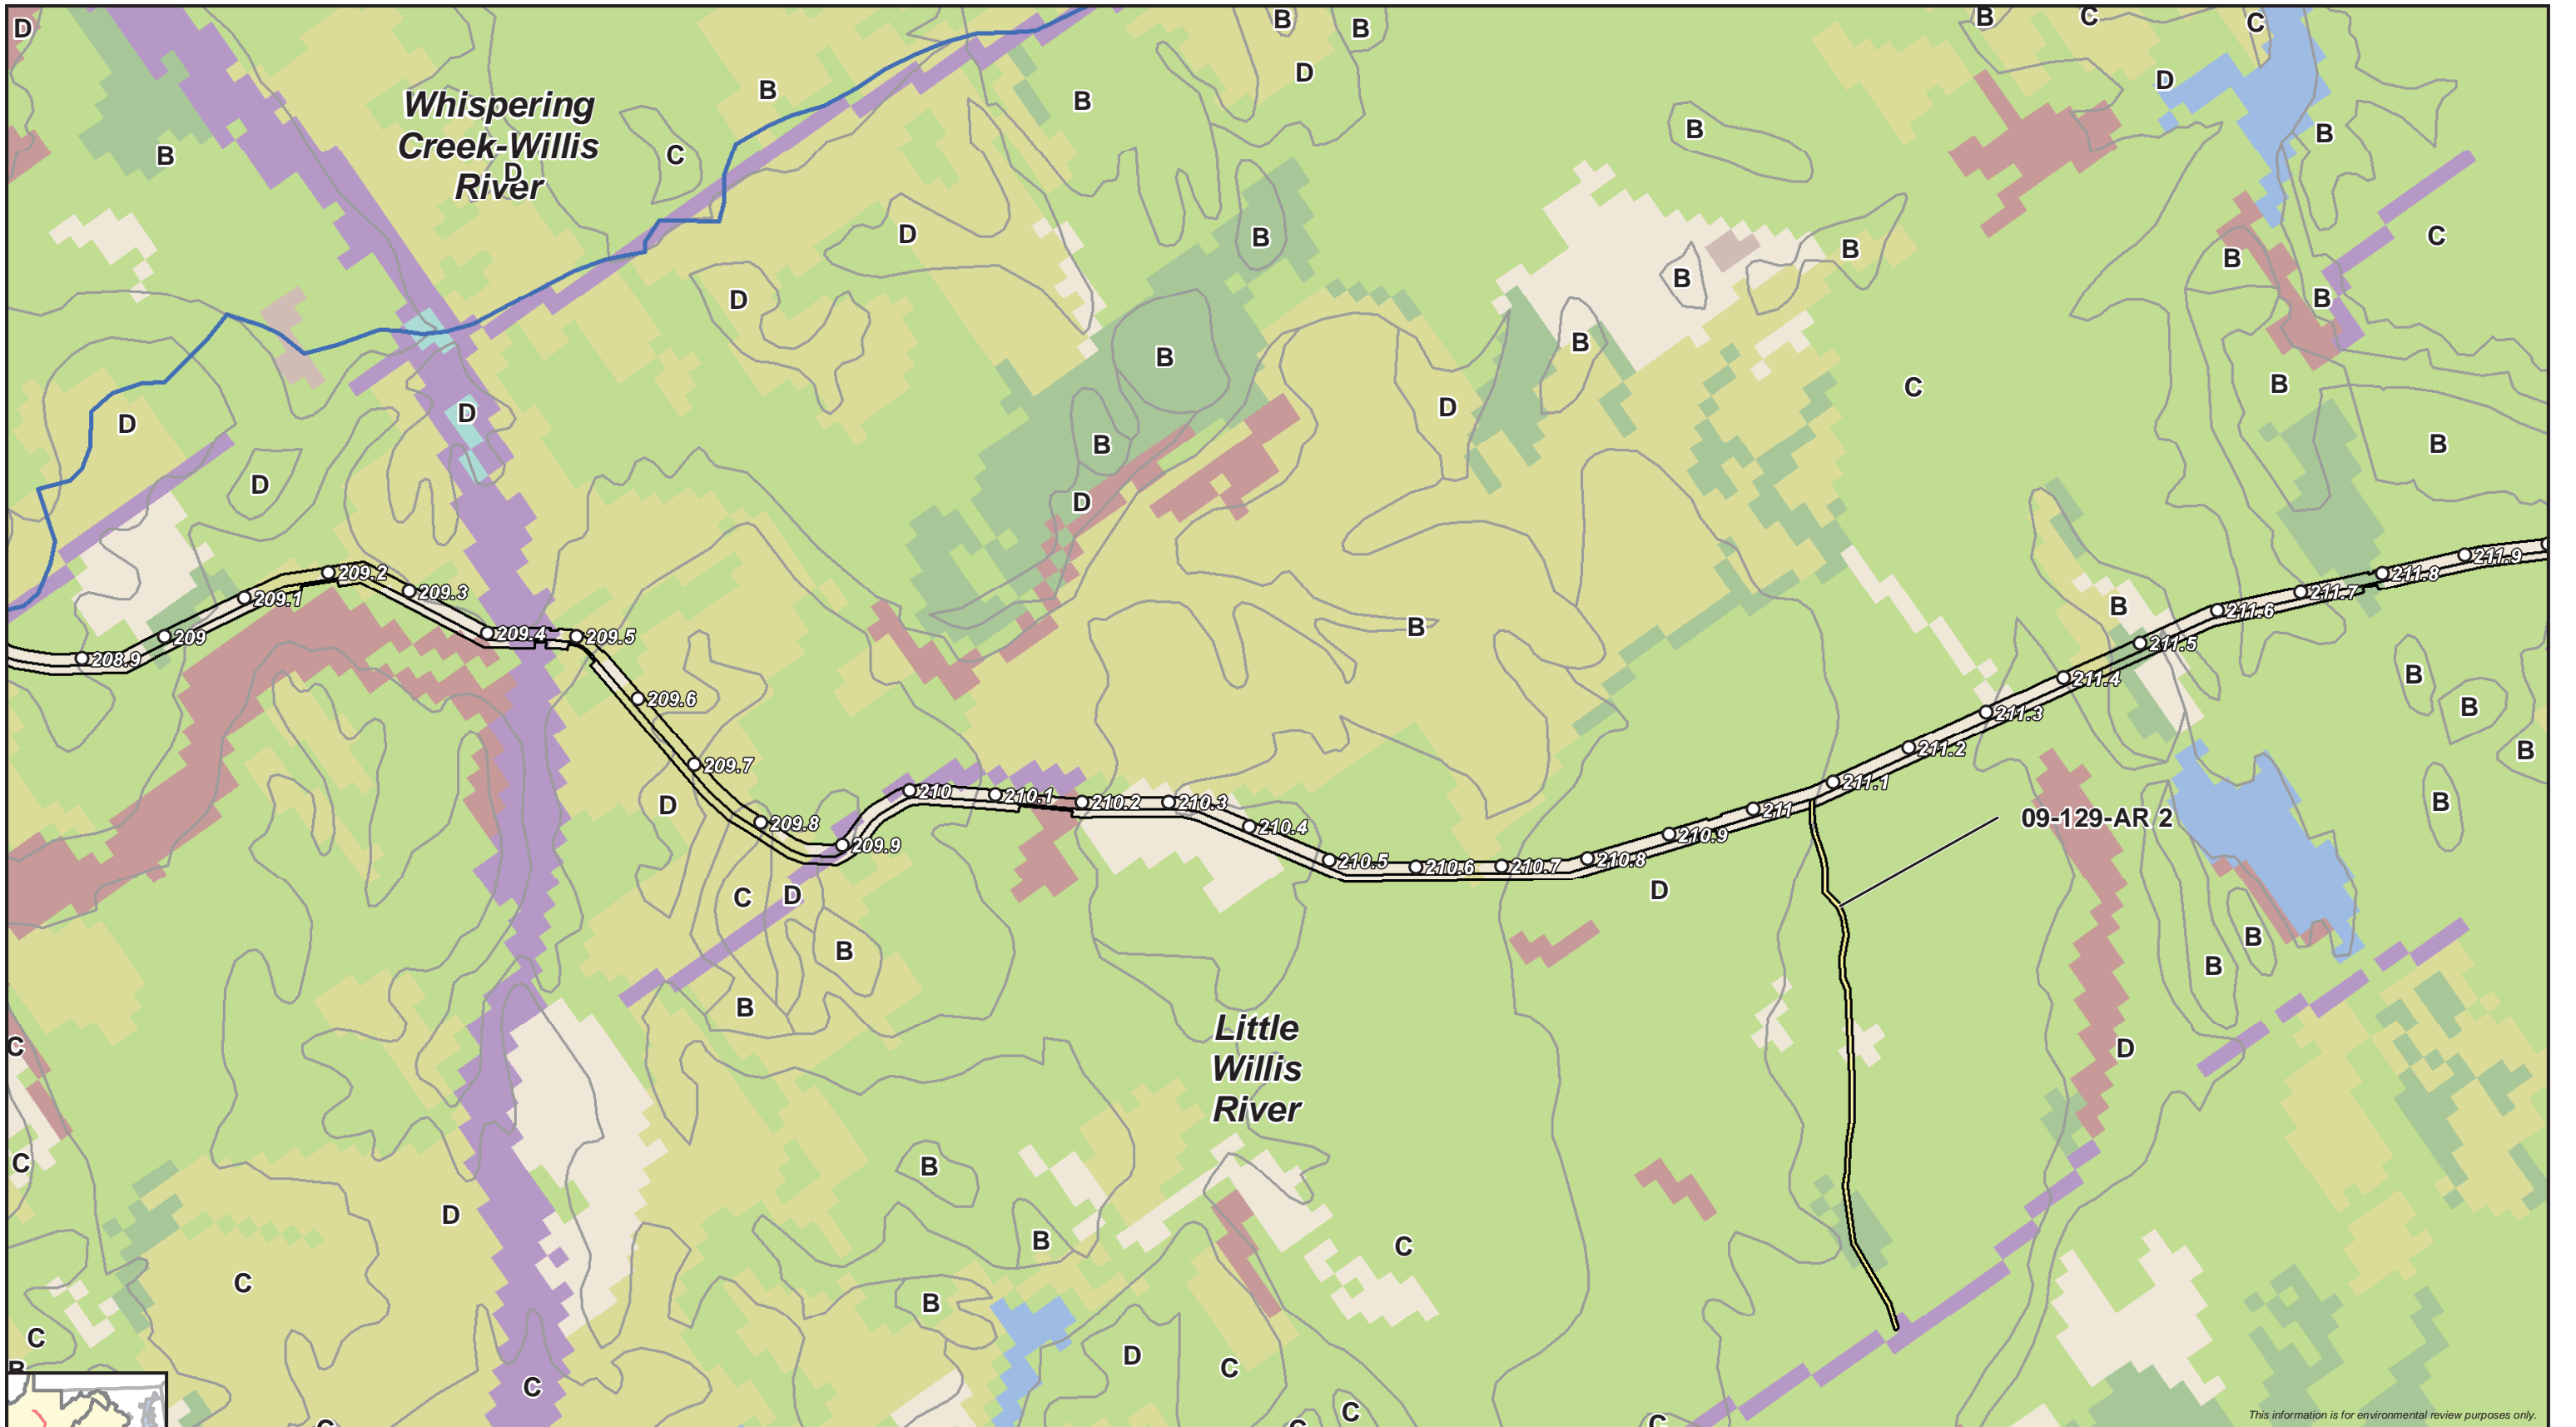 D
B
C
B
B
C
B
D
D
B
Whispering
Creek-Willis
River
D
B
C
B
B
B
D
B
B
C
B
B
D
B
B
B
D
C
B
D
D
D
B
B
B
D
D
B
B
208.9
209
209.1
209.2
209.3
209.4
209.5
209.6
209.7
209.8
209.9
210
210.1
210.2
210.3
210.4
210.5
210.6
210.7
210.8
210.9
211
211.1
211.2
211.3
211.4
211.5
211.6
211.7
211.8
211.9
B
B
B
B
B
D
09-129-AR 2
C
D
D
B
B
B
B
Little
Willis
River
C
D
C
B
D
B
C
C
B
C
D
C
B
C
C
C
C
C
C
This information is for environmental review purposes only.